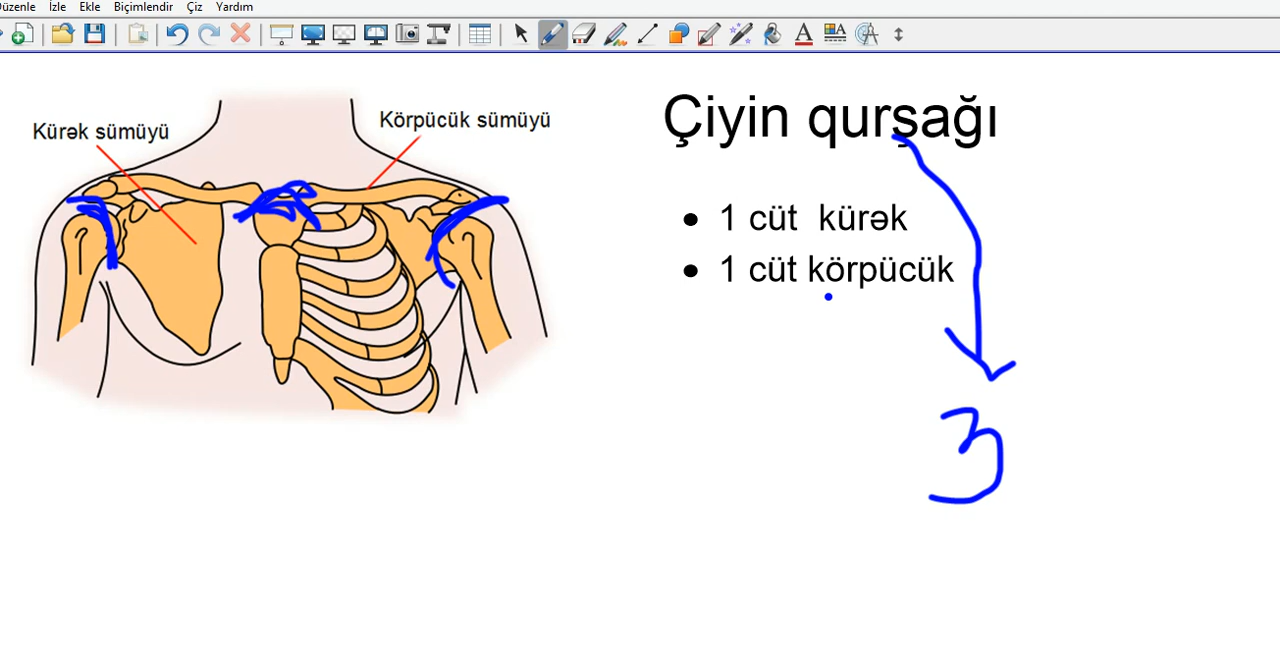 Düzenle İzle Ekle Biçimlendir Çiz Yardım
Kürək sümüyü
Körpücük sümüyü
Çiyin qurşağı
• 1 cüt kürək
• 1 cüt körpücük
3